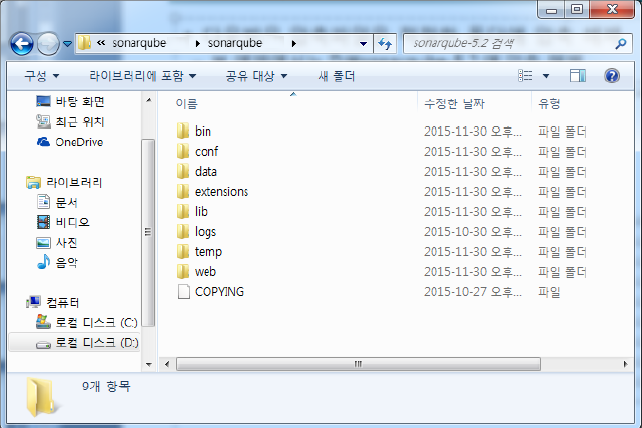 « sonarqube ▸ sonarqube ▸
sonarqube-5.2 검색
구성 라이브러리에 포함 공유 대상 새 폴더
바탕 화면
최근 위치
OneDrive
라이브러리
문서
비디오
사진
음악
컴퓨터
로컬 디스크 (C:)
로컬 디스크 (D:)
이름 수정한 날짜 유형
bin 2015-11-30 오후... 파일 폴더
conf 2015-11-30 오후... 파일 폴더
data 2015-11-30 오후... 파일 폴더
extensions 2015-11-30 오후... 파일 폴더
lib 2015-11-30 오후... 파일 폴더
logs 2015-10-30 오후... 파일 폴더
temp 2015-11-30 오후... 파일 폴더
web 2015-11-30 오후... 파일 폴더
COPYING 2015-10-27 오후... 파일
9개 항목